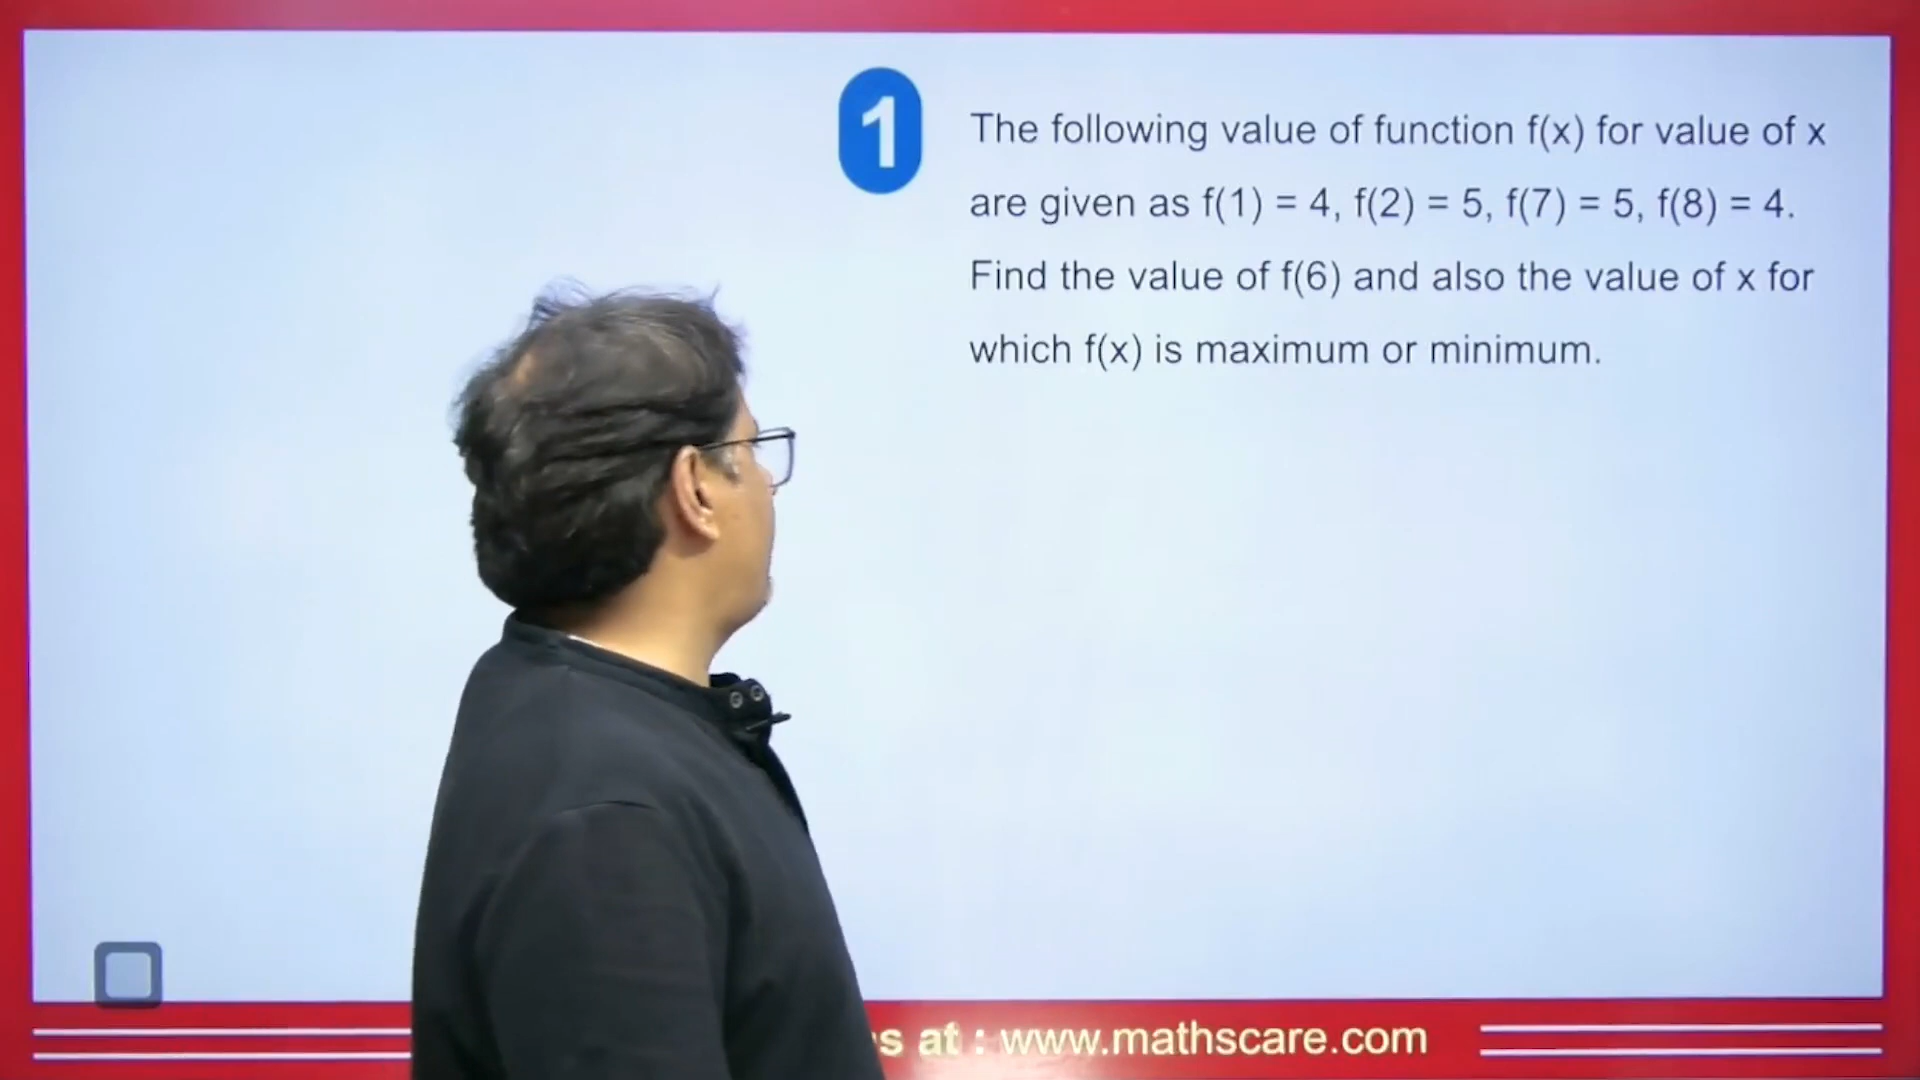 1
The following value of function f(x) for value of x
are given as f(1) = 4, f(2) = 5, f(7) = 5, f(8) = 4.
Find the value of f(6) and also the value of x for
which f(x) is maximum or minimum.
at : www.mathscare.com